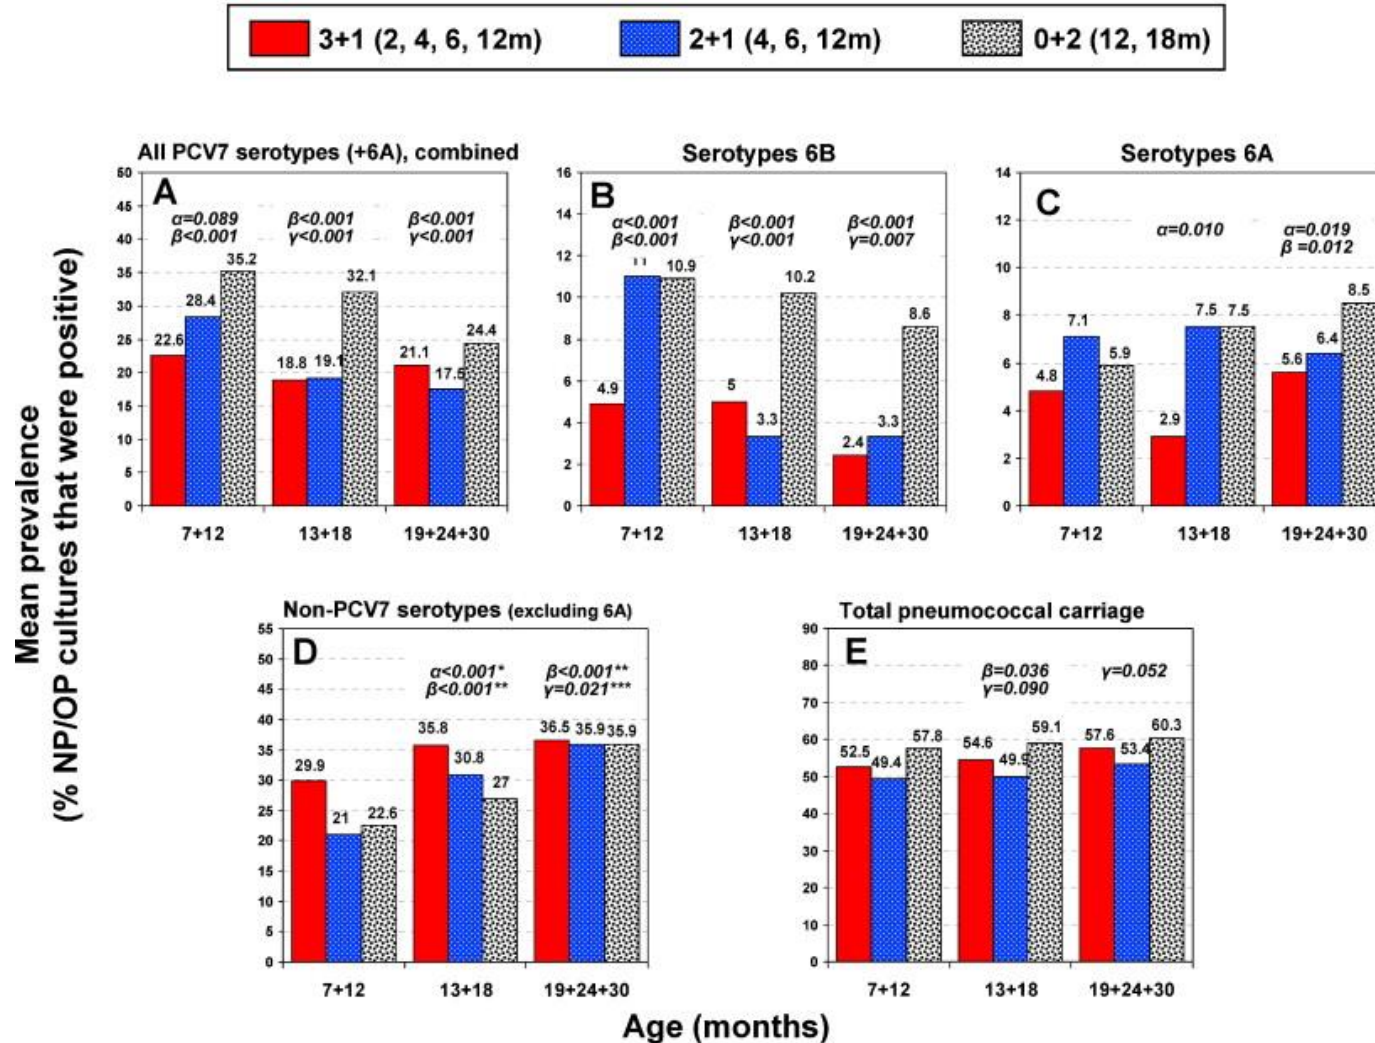 3+1 (2, 4, 6, 12m) 2+1 (4, 6, 12m) 0+2 (12, 18m)
Mean prevalence
(% NP/OP cultures that were positive)
All PCV7 serotypes (+6A), combined
A
50
45
40
35
30
25
20
15
10
5
0
α=0.089
β<0.001
β<0.001
γ<0.001
β<0.001
γ<0.001
22.6 28.4 35.2
18.8 19.1 32.1
21.1 17.5 24.4
7+12 13+18 19+24+30
Serotypes 6B
B
16
14
12
10
8
6
4
2
0
α<0.001
β<0.001
β<0.001
γ<0.001
β<0.001
γ=0.007
4.9 11 10.9
5 3.3 10.2
2.4 3.3 8.6
7+12 13+18 19+24+30
Serotypes 6A
C
14
12
10
8
6
4
2
0
α=0.010
α=0.019
β =0.012
4.8 7.1 5.9
2.9 7.5 7.5
5.6 6.4 8.5
7+12 13+18 19+24+30
Non-PCV7 serotypes (excluding 6A)
D
55
50
45
40
35
30
25
20
15
10
5
0
α<0.001*
β<0.001**
β<0.001**
γ=0.021***
29.9 21 22.6
35.8 30.8 27
36.5 35.9 35.9
7+12 13+18 19+24+30
Total pneumococcal carriage
E
90
80
70
60
50
40
30
20
10
0
β=0.036
γ=0.090
γ=0.052
52.5 49.4 57.8
54.6 49.9 59.1
57.6 53.4 60.3
7+12 13+18 19+24+30
Age (months)